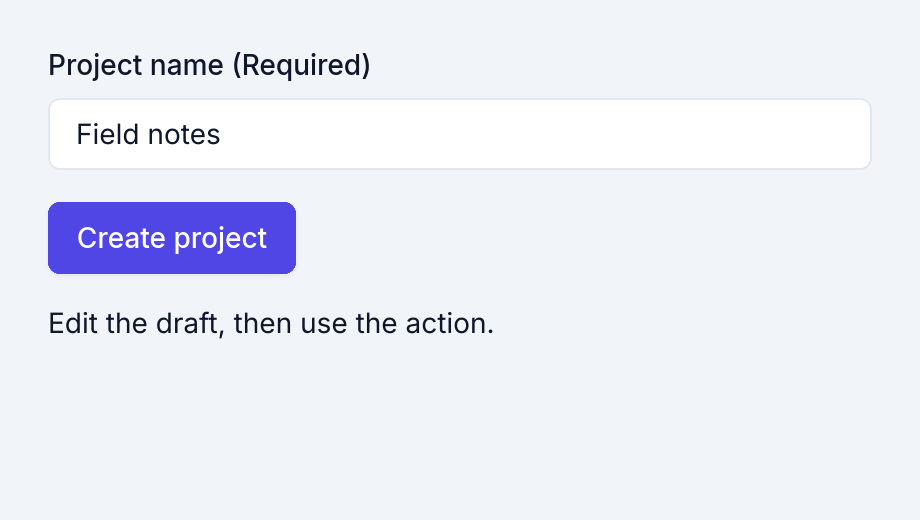 Project name (Required)
Field notes
Create project
Edit the draft, then use the action.